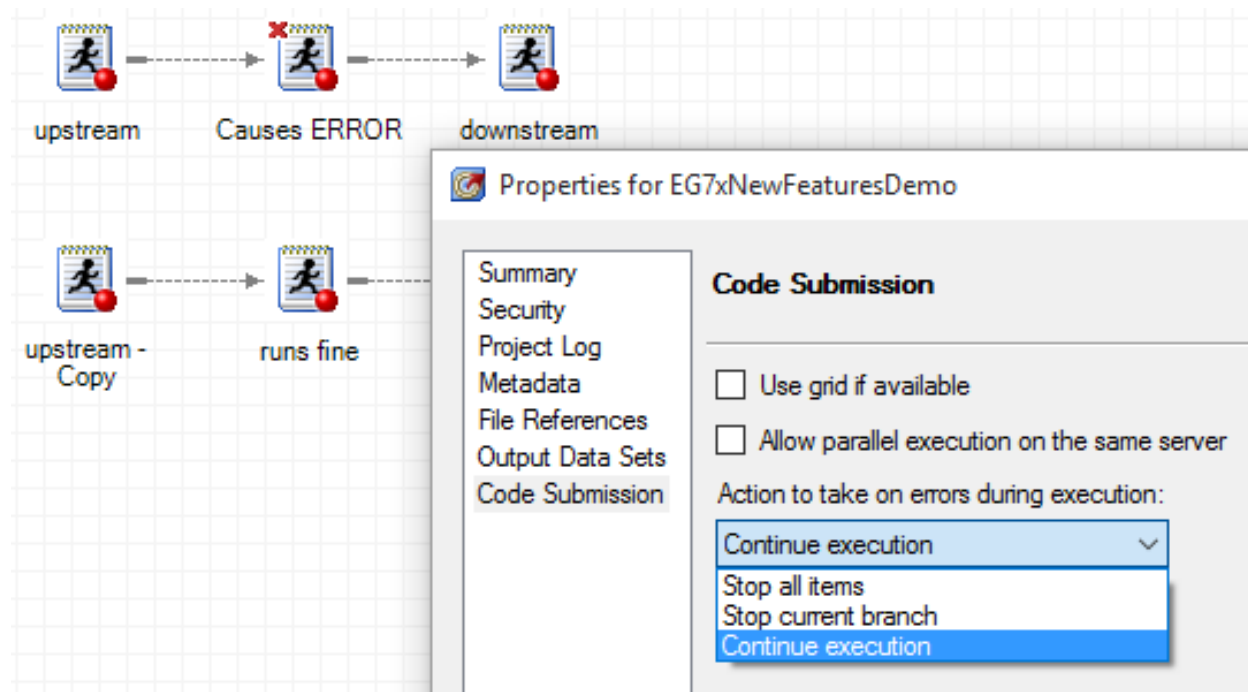 upstream
Causes ERROR
downstream
Properties for EG7xNewFeaturesDemo
Summary
Security
Project Log
Metadata
File References
Output Data Sets
Code Submission
Code Submission
Use grid if available
Allow parallel execution on the same server
Action to take on errors during execution:
Continue execution
Stop all items
Stop current branch
Continue execution
upstream -
Copy
runs fine